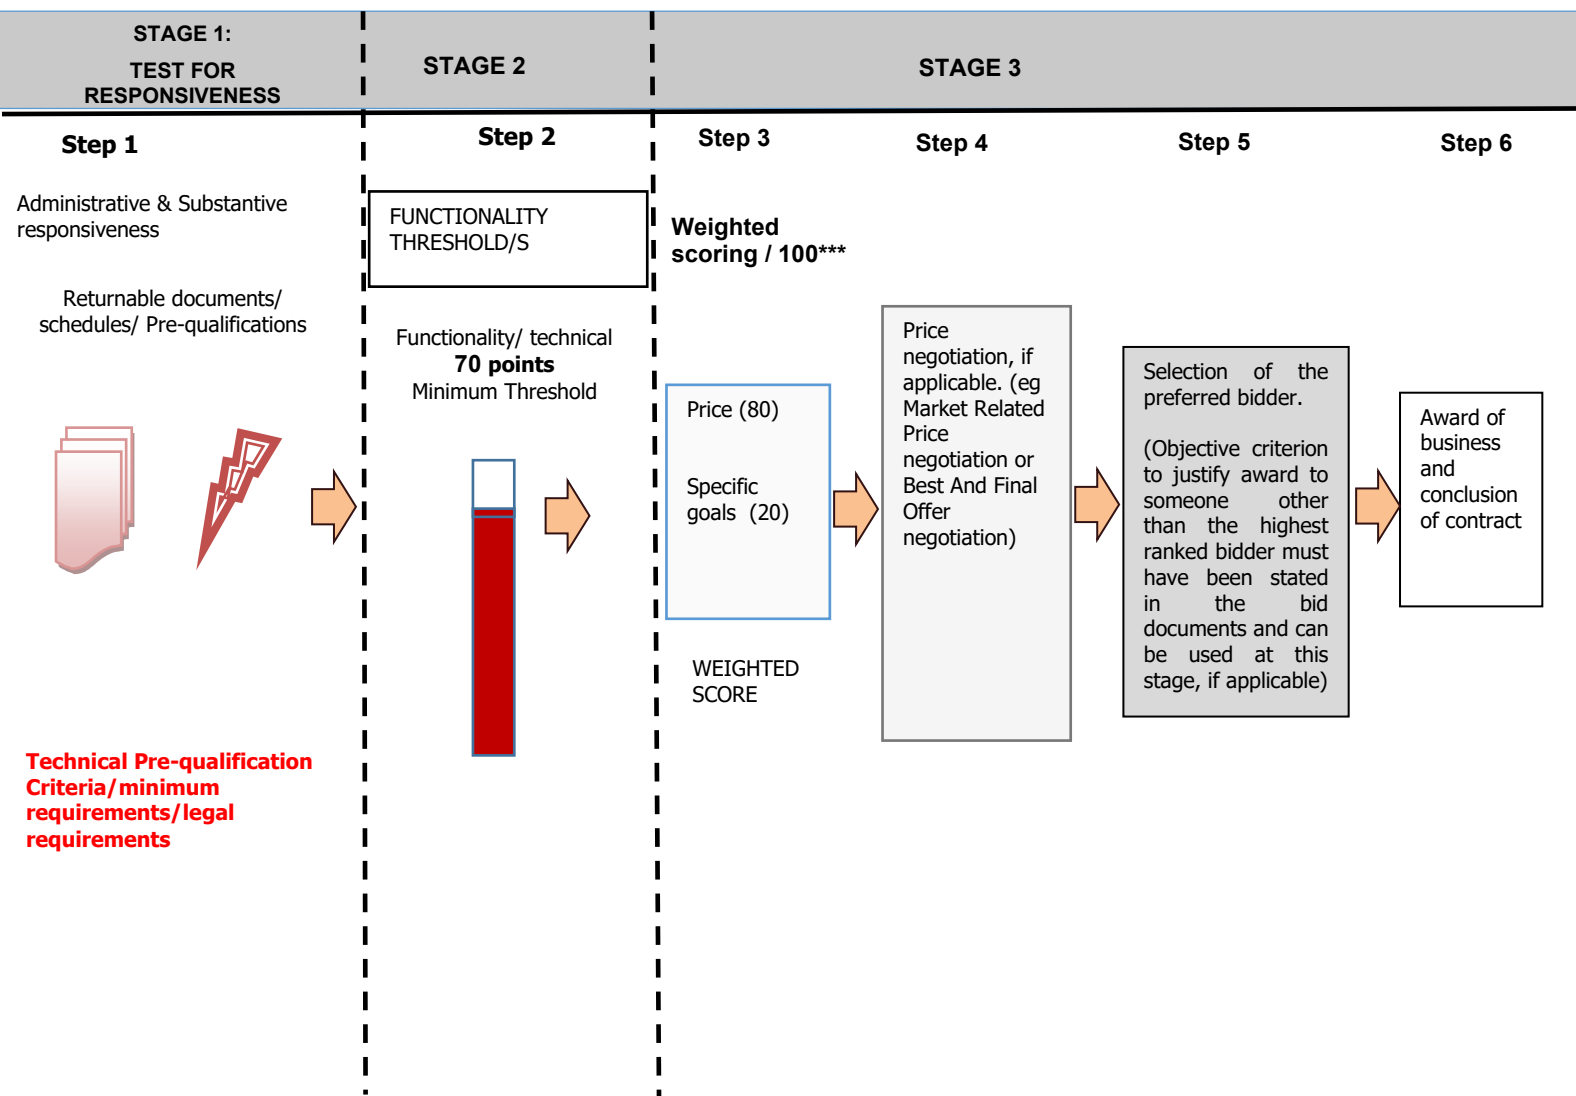 STAGE 1:
TEST FOR
RESPONSIVENESS
STAGE 2
STAGE 3
Step 1
Step 2
Step 3
Step 4
Step 5
Step 6
Administrative & Substantive
responsiveness
Returnable documents/
schedules/ Pre-qualifications
Technical Pre-qualification
Criteria/minimum
requirements/legal
requirements
FUNCTIONALITY
THRESHOLD/S
Functionality/ technical
70 points
Minimum Threshold
Weighted
scoring / 100***
Price (80)
Specific
goals (20)
WEIGHTED
SCORE
Price
negotiation, if
applicable. (eg
Market Related
Price
negotiation or
Best And Final
Offer
negotiation)
Selection of the
preferred bidder.
(Objective criterion
to justify award to
someone other
than the highest
ranked bidder must
have been stated
in the bid
documents and can
be used at this
stage, if applicable)
Award of
business
and
conclusion
of contract